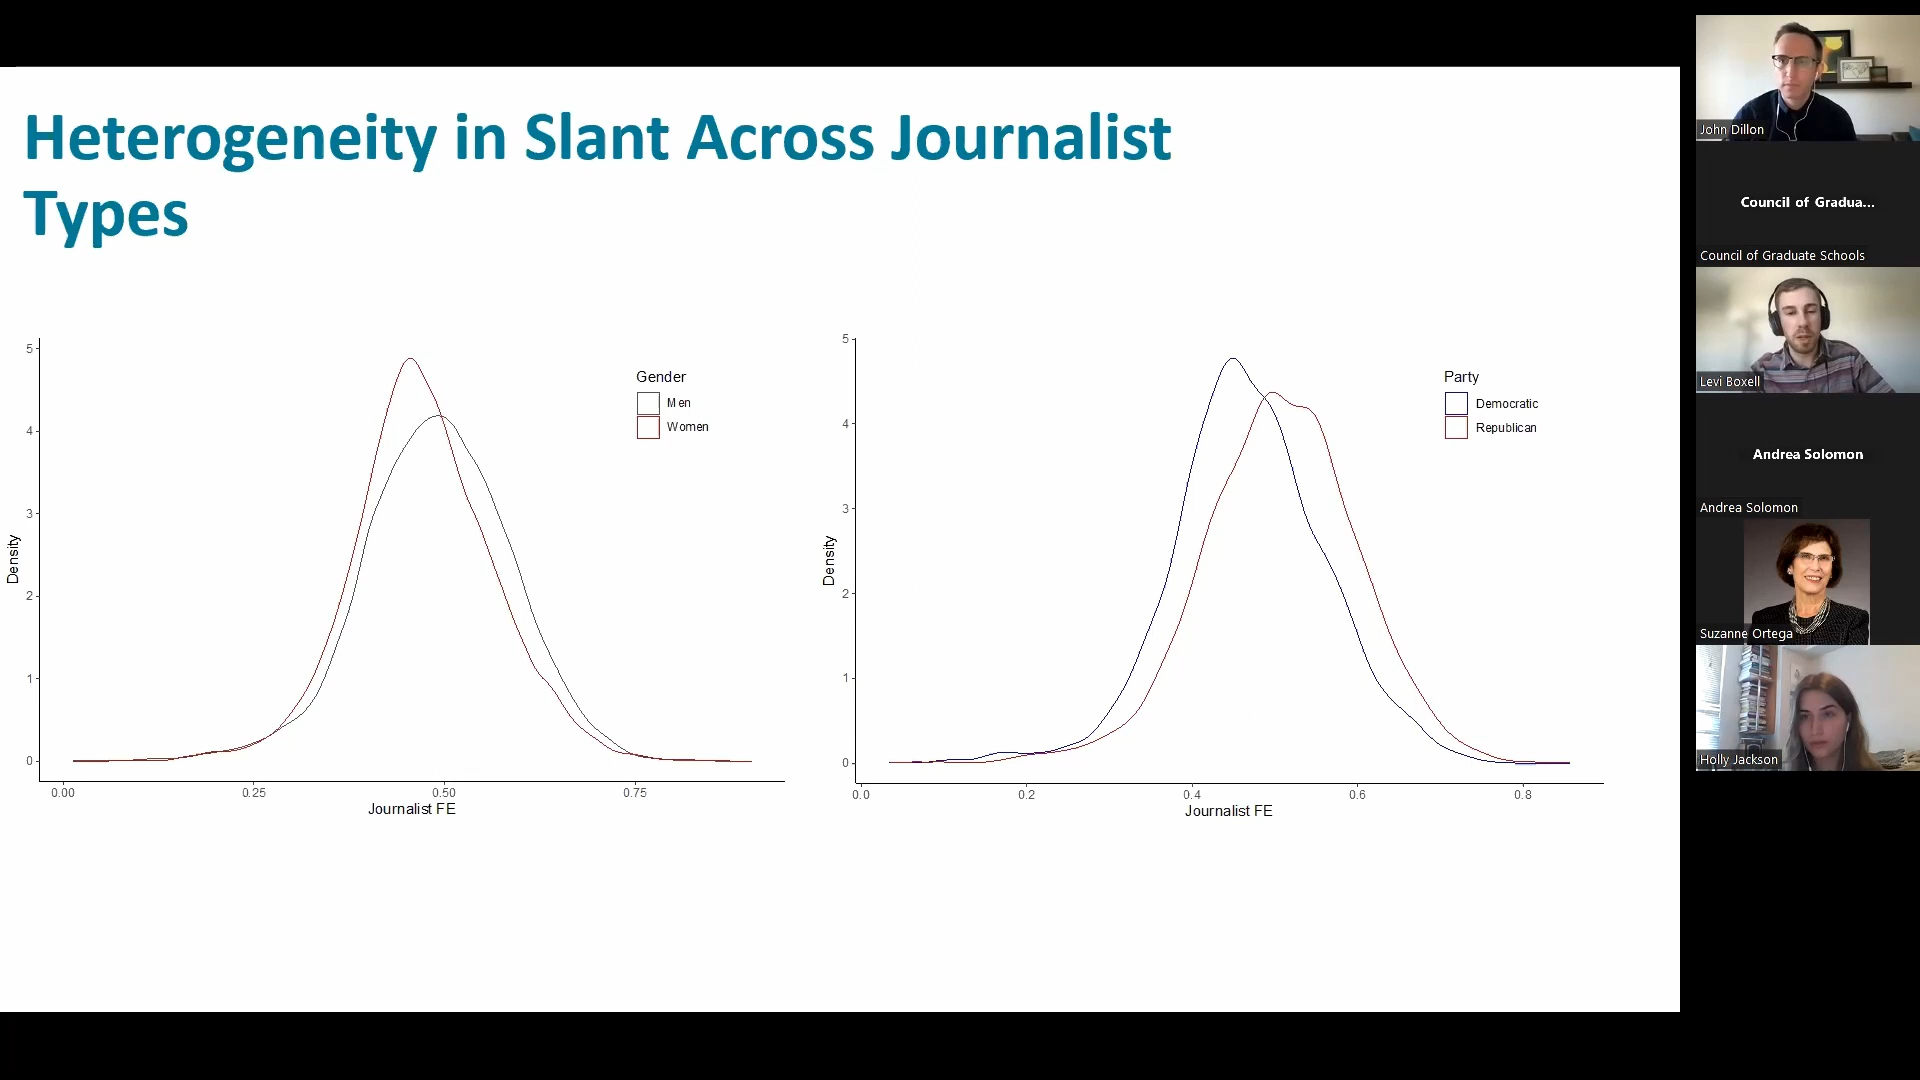 Heterogeneity in Slant Across Journalist
Types
5
4
3
2
1
0
Density
0.00 0.25 0.50 0.75
Journalist FE
Gender
Men
Women
5
4
3
2
1
0
Density
0.0 0.2 0.4 0.6 0.8
Journalist FE
Party
Democratic
Republican
John Dillon
Council of Gradua...
Council of Graduate Schools
Levi Boxell
Andrea Solomon
Andrea Solomon
Suzanne Ortega
Holly Jackson